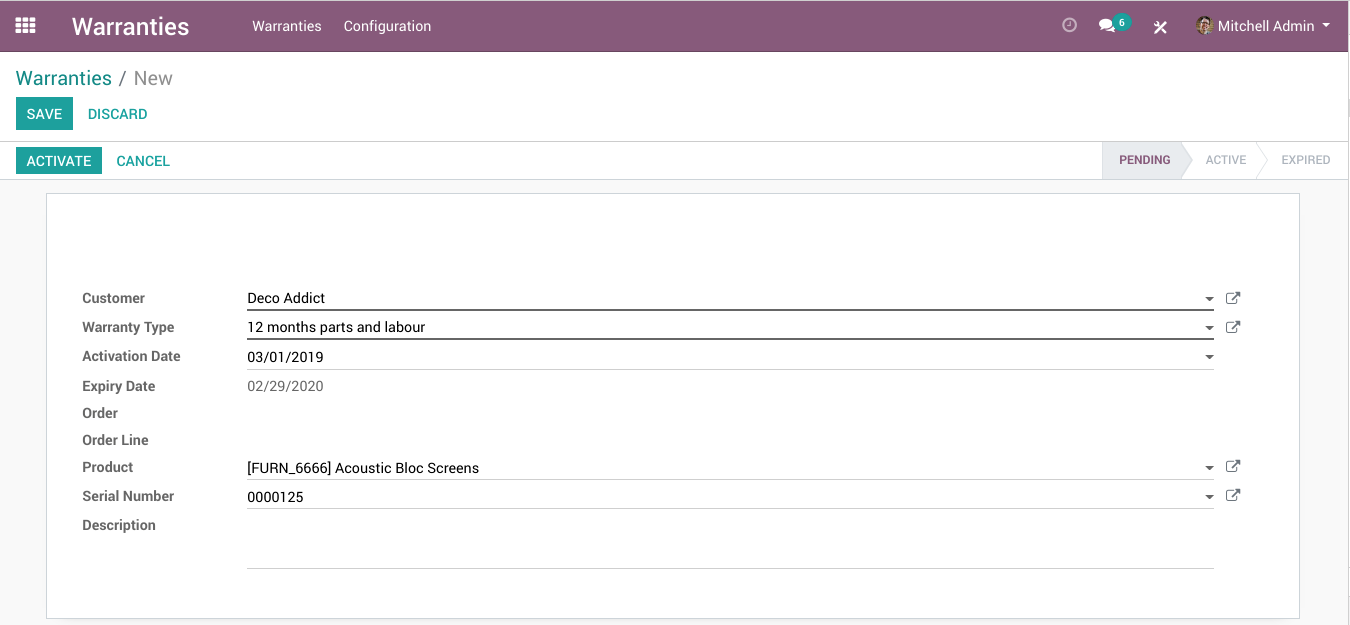 Warranties Warranties Configuration 6 Mitchell Admin
Warranties / New
SAVE DISCARD
ACTIVATE CANCEL PENDING ACTIVE EXPIRED
Customer Deco Addict
Warranty Type 12 months parts and labour
Activation Date 03/01/2019
Expiry Date 02/29/2020
Order
Order Line
Product [FURN_6666] Acoustic Bloc Screens
Serial Number 0000125
Description